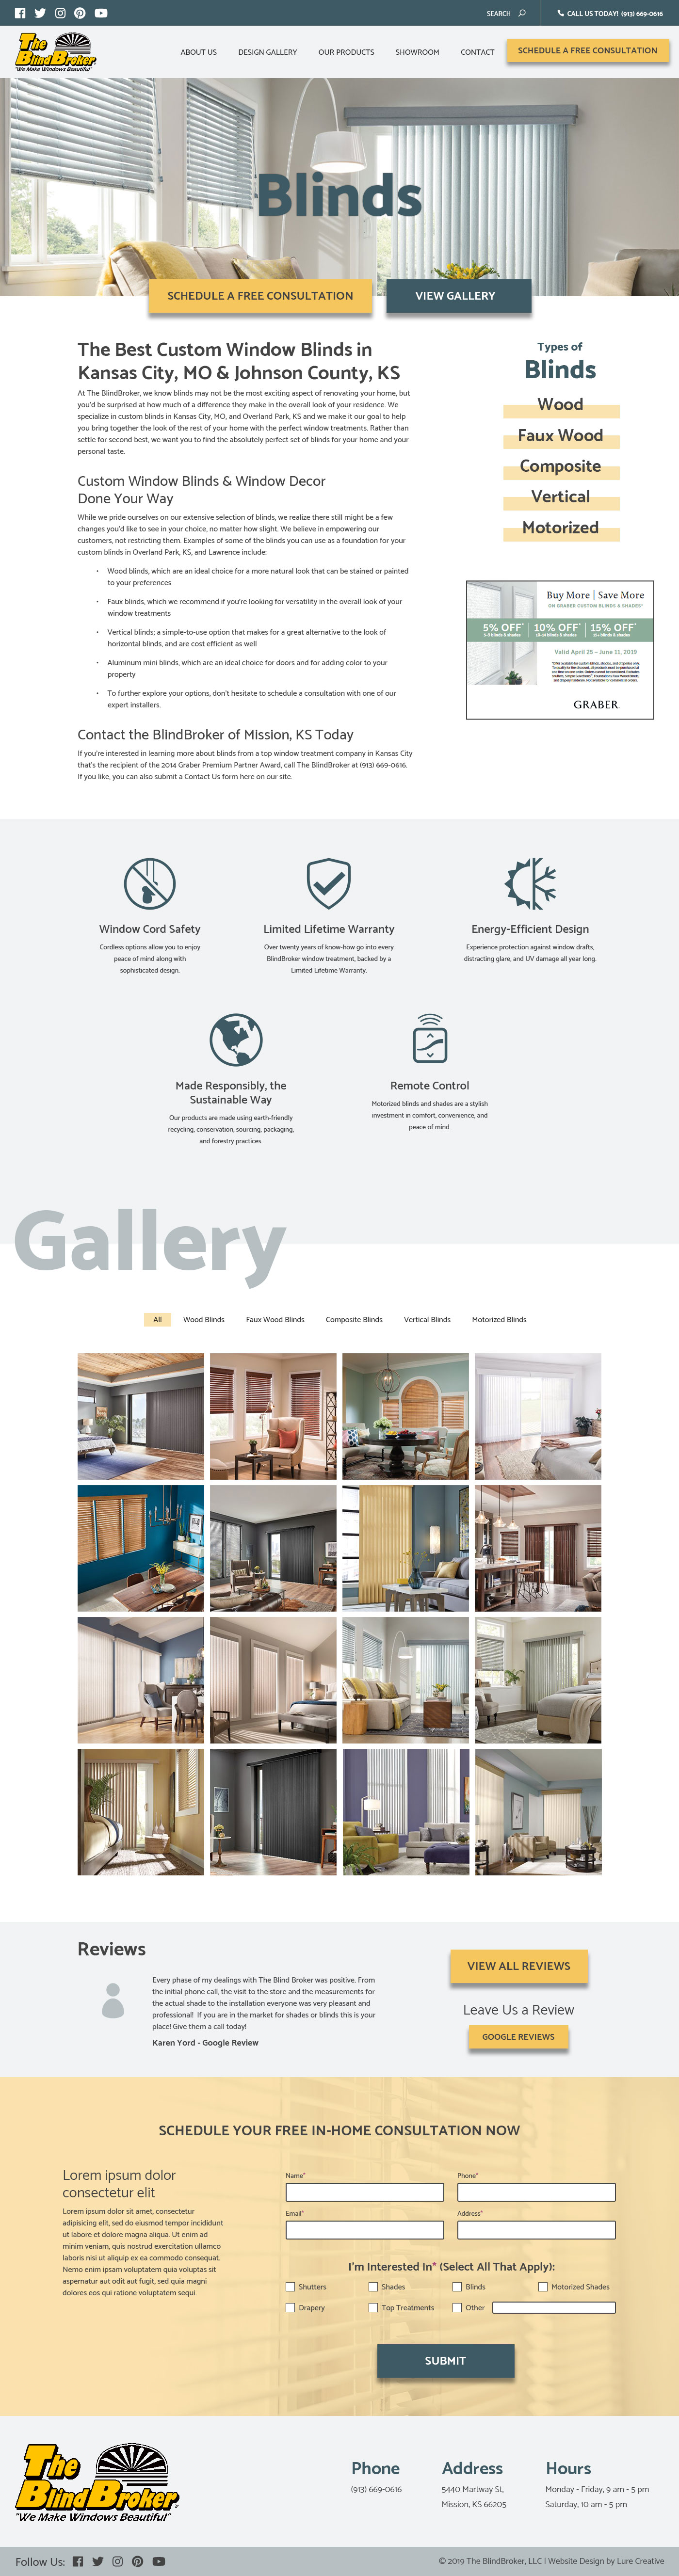 SEARCH
CALL US TODAY! (913) 669-0616
The
BlindBroker
"We Make Windows Beautiful"
ABOUT US
DESIGN GALLERY
OUR PRODUCTS
SHOWROOM
CONTACT
SCHEDULE A FREE CONSULTATION
Blinds
SCHEDULE A FREE CONSULTATION
VIEW GALLERY
The Best Custom Window Blinds in
Kansas City, MO & Johnson County, KS
At The BlindBroker, we know blinds may not be the most exciting aspect of renovating your home, but
you'd be surprised how much of a difference they make in the overall look of your residence. We
specialize in custom blinds in Kansas City, MO, and Overland Park, KS and we make it our goal to help
you bring together the look of the rest of your home with the perfect window treatments. Rather than
settle for second best, we want you to find the absolutely perfect set of blinds for your home and your
personal taste.
Custom Window Blinds & Window Decor
Done Your Way
While we pride ourselves on our extensive selection of blinds, we realize there still might be a few
changes you'd like to see in your choice, no matter how slight. We believe in empowering our
customers, not restricting them. Examples of some of the blinds you can use as a foundation for your
custom blinds in Overland Park, KS, and Lawrence include:
• Wood blinds, which are an ideal choice for a more natural look that can be stained or painted
to your preferences
• Faux blinds, which we recommend if you're looking for versatility in the overall look of your
window treatments
• Vertical blinds; a simple-to-use option that makes for a great alternative to the look of
horizontal blinds, and are cost efficient as well
• Aluminum mini blinds, which are an ideal choice for doors and for adding color to your
property
• To further explore your options, don't hesitate to schedule a consultation with one of our
expert installers.
Contact the BlindBroker of Mission, KS Today
If you're interested in learning more about blinds from a top window treatment company in Kansas City
that's the recipient of the 2014 Graber Premium Partner Award, call The BlindBroker at (913) 669-0616.
If you like, you can also submit a Contact Us form here on our site.
Types of
Blinds
Wood
Faux Wood
Composite
Vertical
Motorized
Buy More | Save More
ON GRABER CUSTOM BLINDS & SHADES*
5% OFF* 10% OFF* 15% OFF*
Valid April 25 – June 11, 2019
GRABER
Window Cord Safety
Cordless options allow you to enjoy
peace of mind along with
sophisticated design.
Limited Lifetime Warranty
Over twenty years of know-how go into every
BlindBroker window treatment, backed by a
Limited Lifetime Warranty.
Energy-Efficient Design
Experience protection against window drafts,
distracting glare, and UV damage all year long.
Made Responsibly, the
Sustainable Way
Our products are made using earth-friendly
recycling, conservation, sourcing, packaging,
and forestry practices.
Remote Control
Motorized blinds and shades are a stylish
investment in comfort, convenience, and
peace of mind.
Gallery
All
Wood Blinds
Faux Wood Blinds
Composite Blinds
Vertical Blinds
Motorized Blinds
Reviews
Every phase of my dealings with The Blind Broker was positive. From
the initial phone call, the visit to the store and the measurements for
the actual shade to the installation everyone was very pleasant and
professional! If you are in the market for shades or blinds this is your
place! Give them a call today!
Karen Yord - Google Review
VIEW ALL REVIEWS
Leave Us a Review
GOOGLE REVIEWS
SCHEDULE YOUR FREE IN-HOME CONSULTATION NOW
Lorem ipsum dolor
consectetur elit
Lorem ipsum dolor sit amet, consectetur
adipisicing elit, sed do eiusmod tempor incididunt
ut labore et dolore magna aliqua. Ut enim ad
minim veniam, quis nostrud exercitation ullamco
laboris nisi ut aliquip ex ea commodo consequat.
Nemo enim ipsam voluptatem quia voluptas sit
aspernatur aut odit aut fugit, sed quia magni
dolores eos qui ratione voluptatem sequi.
Name*
Phone*
Email*
Address*
I'm Interested In* (Select All That Apply):
Shutters
Shades
Blinds
Motorized Shades
Drapery
Top Treatments
Other
SUBMIT
The
BlindBroker
"We Make Windows Beautiful"
Phone
(913) 669-0616
Address
5440 Martway St,
Mission, KS 66205
Hours
Monday - Friday, 9 am - 5 pm
Saturday, 10 am - 5 pm
Follow Us:
© 2019 The BlindBroker, LLC | Website Design by Lure Creative